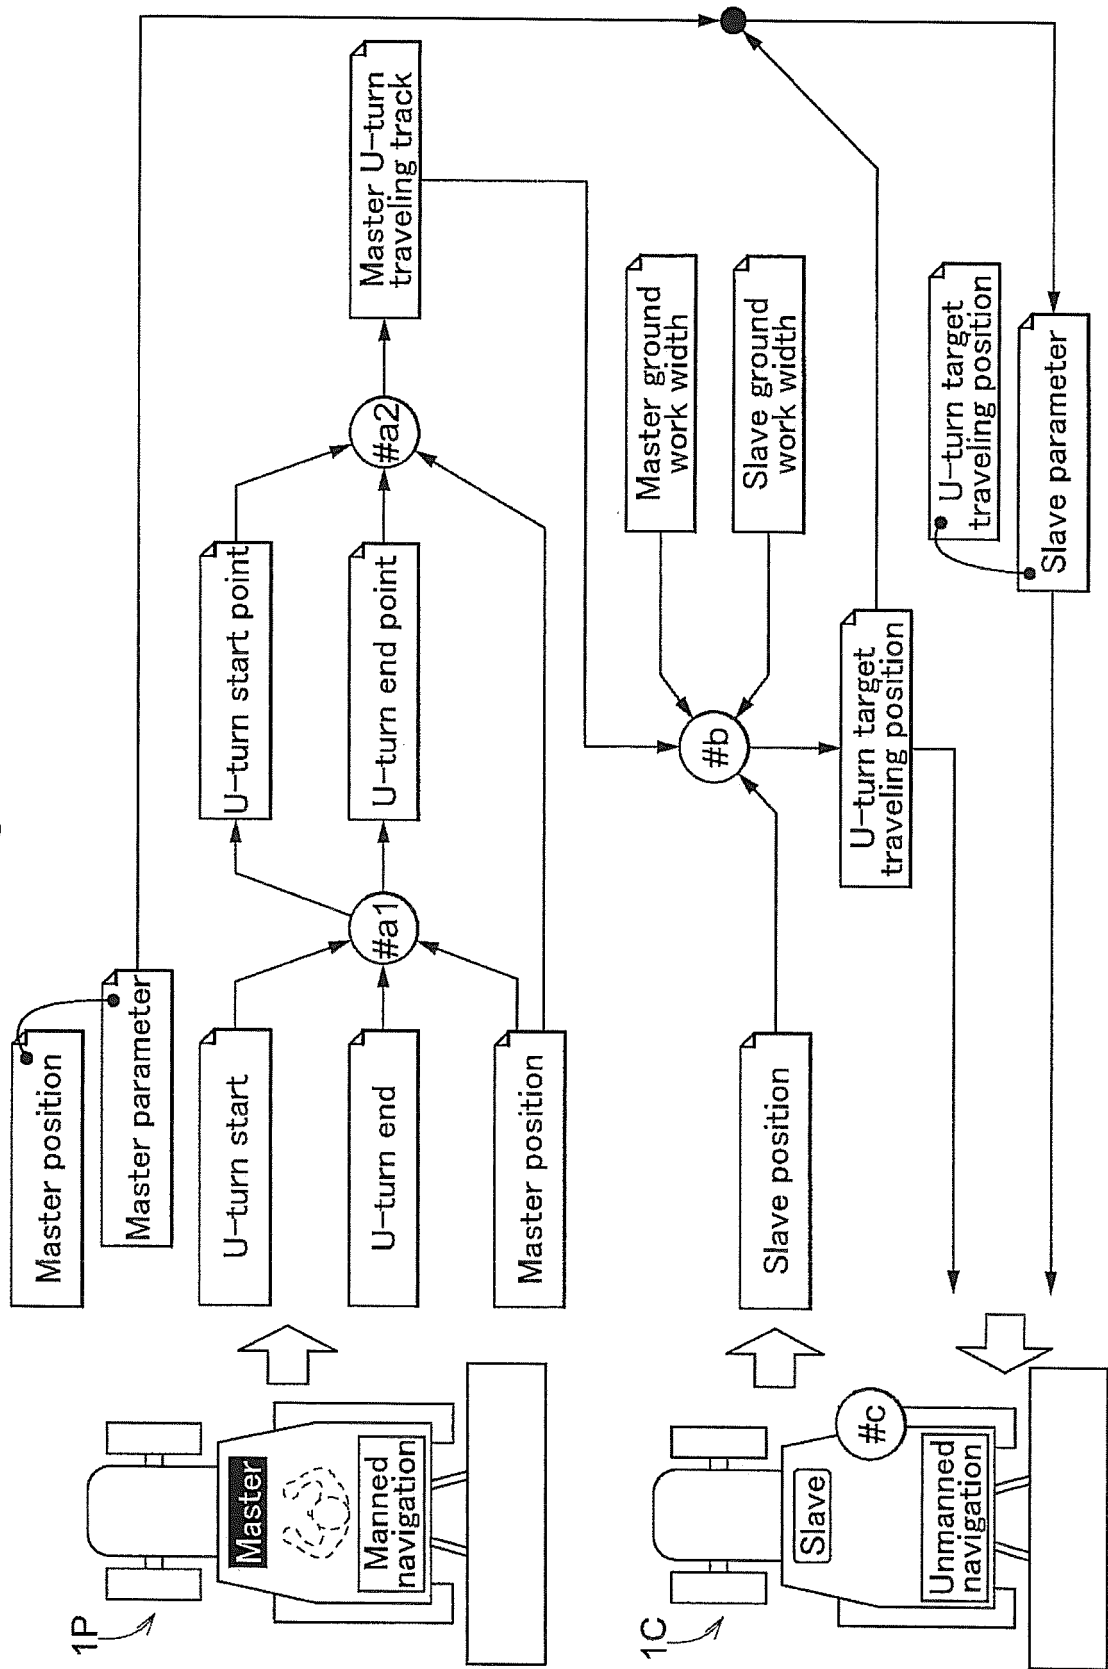 1P
Master
Manned
navigation
Master position
Master parameter
U-turn start
U-turn end
Master position
#a1
U-turn start point
U-turn end point
#a2
Master U-turn
traveling track
1C
Slave
Unmanned
navigation
#c
Slave position
#b
Master ground
work width
Slave ground
work width
U-turn target
traveling position
U-turn target
traveling position
Slave parameter